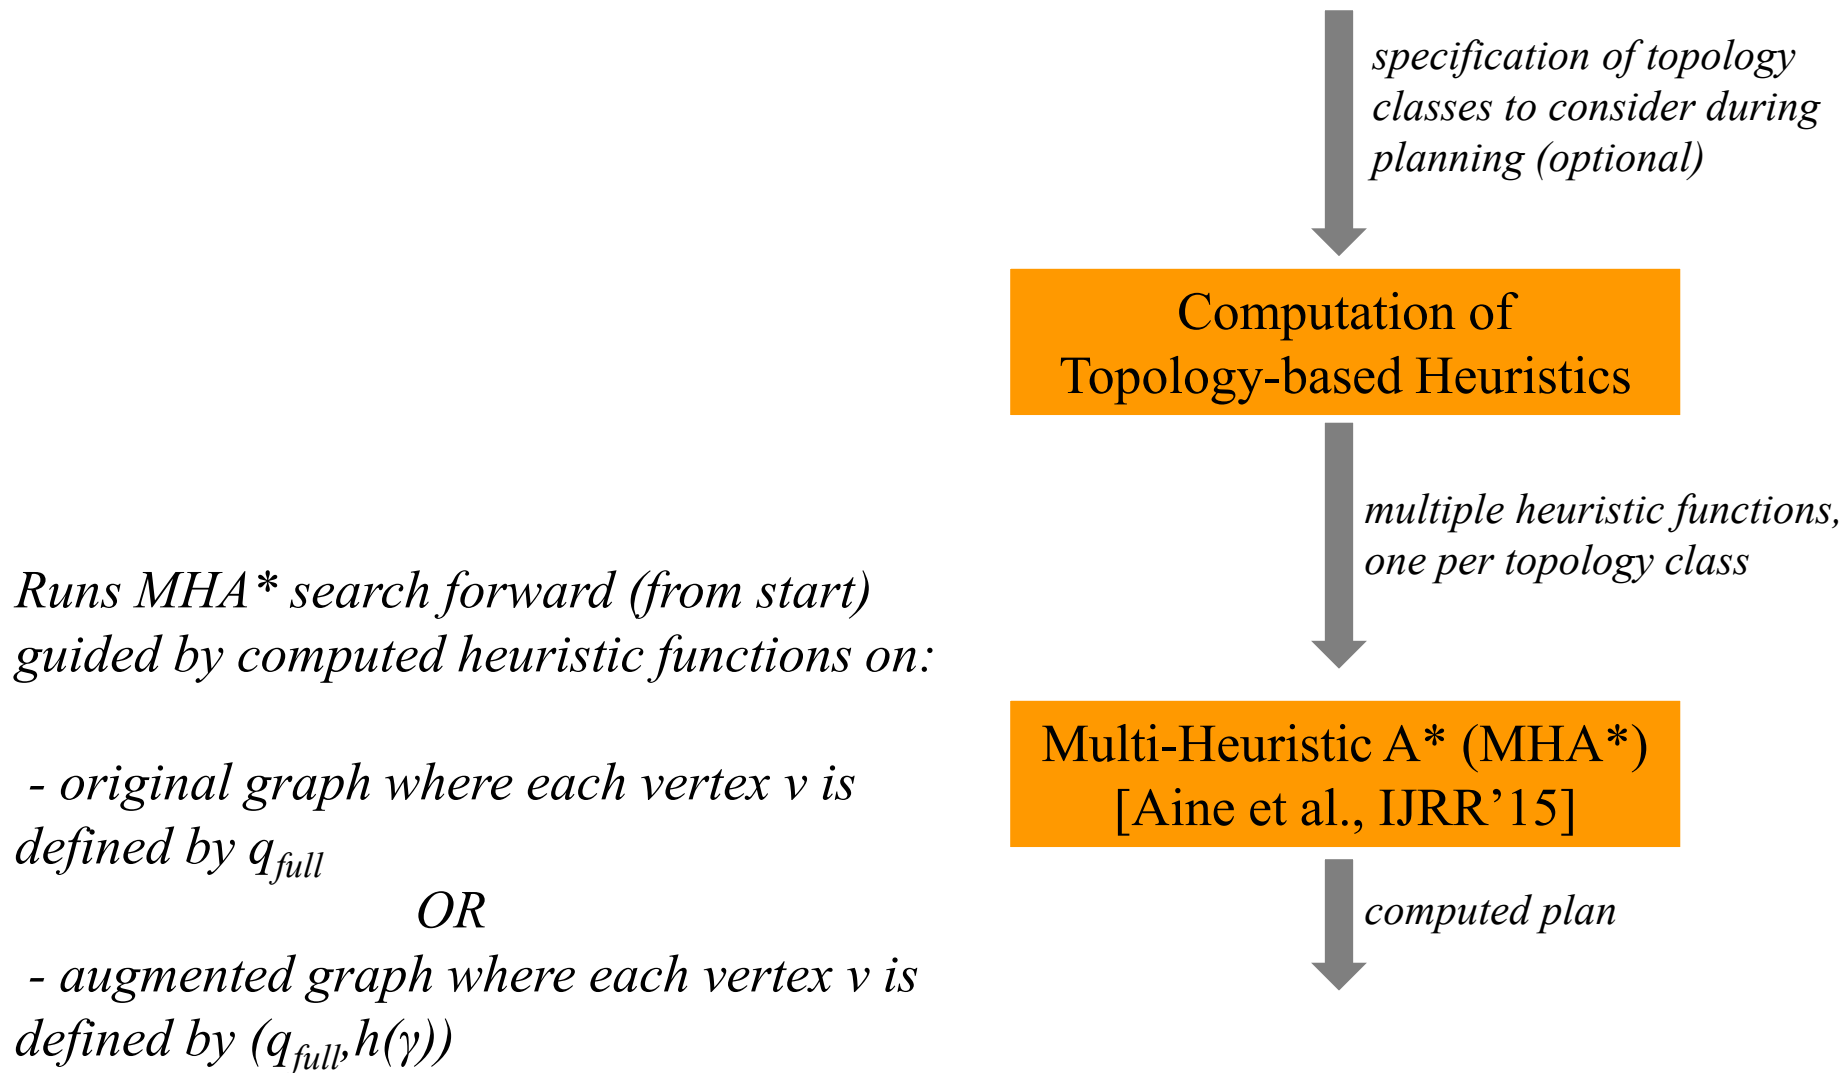 specification of topology
classes to consider during
planning (optional)
Computation of
Topology-based Heuristics
multiple heuristic functions,
one per topology class
Runs MHA* search forward (from start)
guided by computed heuristic functions on:
- original graph where each vertex v is
defined by q_full
OR
- augmented graph where each vertex v is
defined by (q_full,h(γ))
Multi-Heuristic A* (MHA*)
[Aine et al., IJRR’15]
computed plan